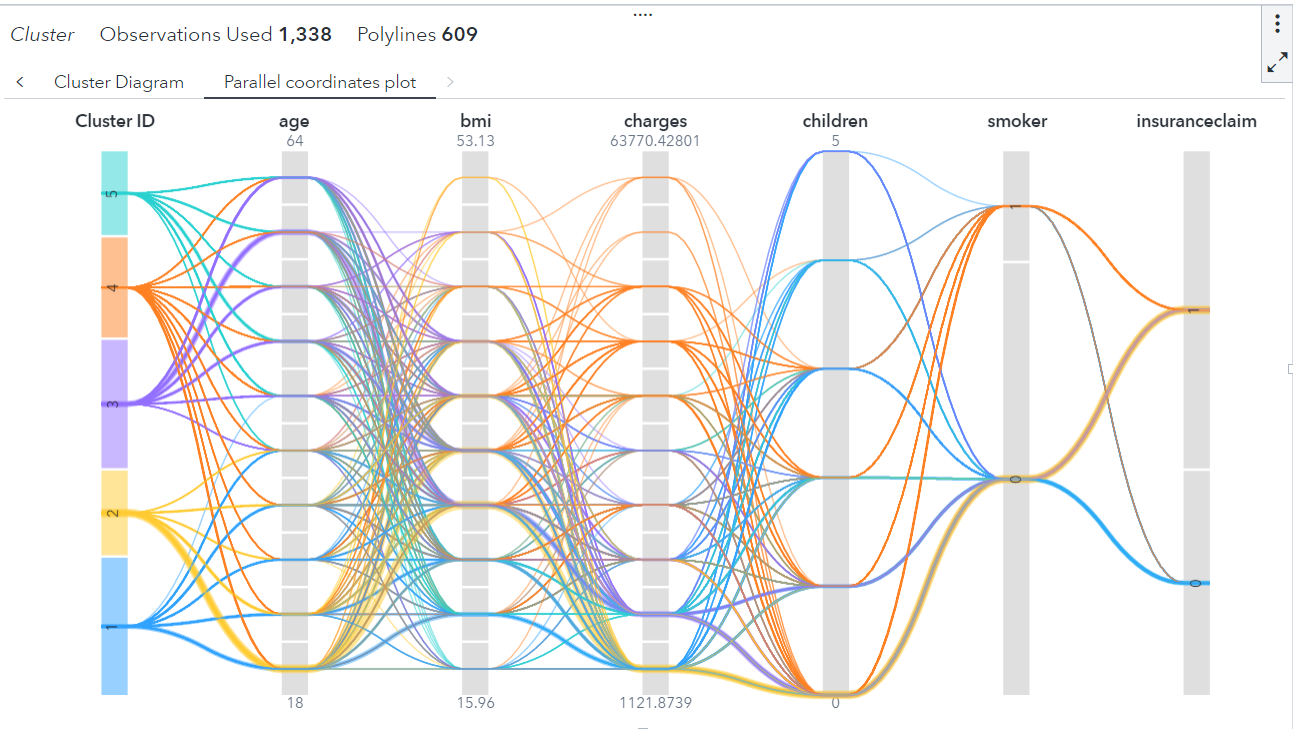 Cluster Observations Used 1,338 Polylines 609
Cluster Diagram Parallel coordinates plot
Cluster ID age bmi charges children smoker insuranceclaim
64 53.13 63770.42801 5
5
4
3
2
1
1
0
1
0
18 15.96 1121.8739 0